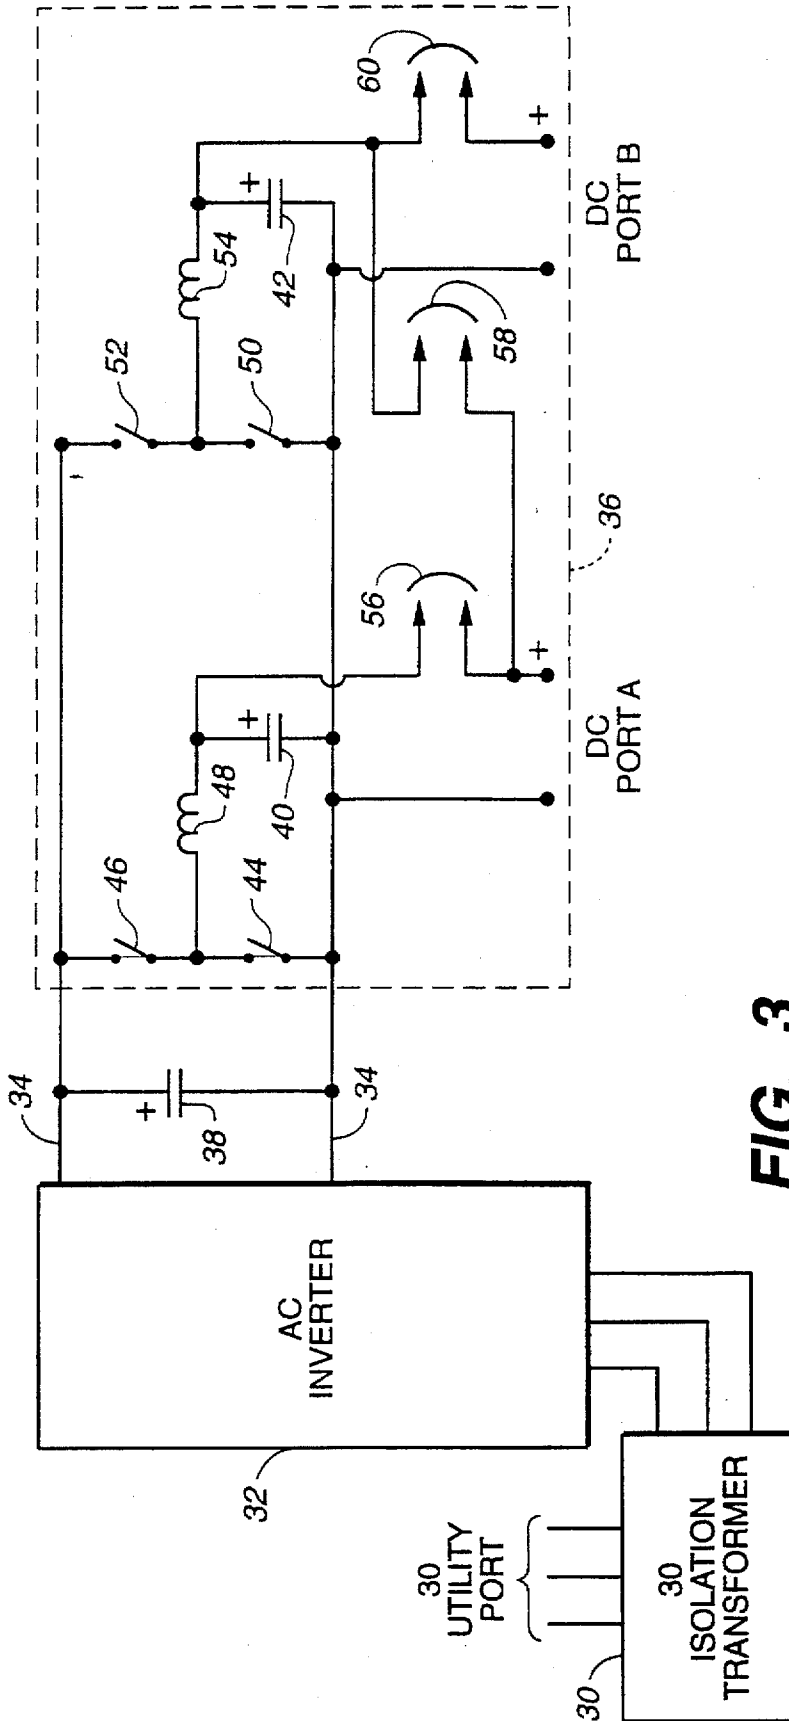 34
38
34
46
44
48
40
52
50
54
42
56
58
60
36
DC
PORT A
DC
PORT B
+
+
+
+
+
AC
INVERTER
32
30
UTILITY
PORT
30
ISOLATION
TRANSFORMER
30
FIG. 3